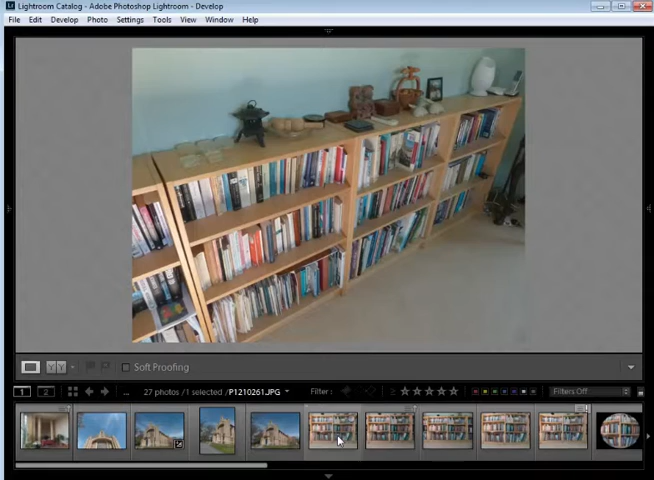 Lightroom Catalog - Adobe Photoshop Lightroom - Develop
File Edit Develop Photo Settings Tools View Window Help
Soft Proofing
1 2 ... 27 photos /1 selected /P1210261.JPG Filter : Filters Off